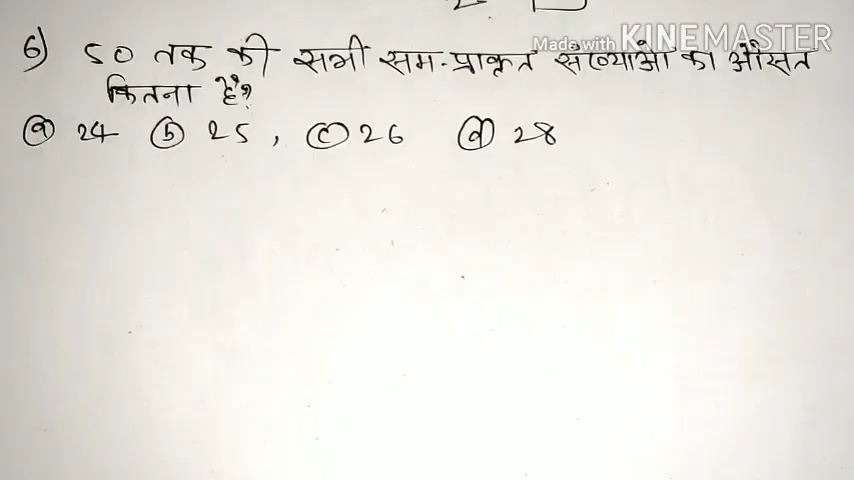 Made with KINEMASTER
6) 50 तक की सभी सम-प्राकृत संख्याओं का औसत
कितना है?
(a) 24 (b) 25, (c) 26 (d) 28